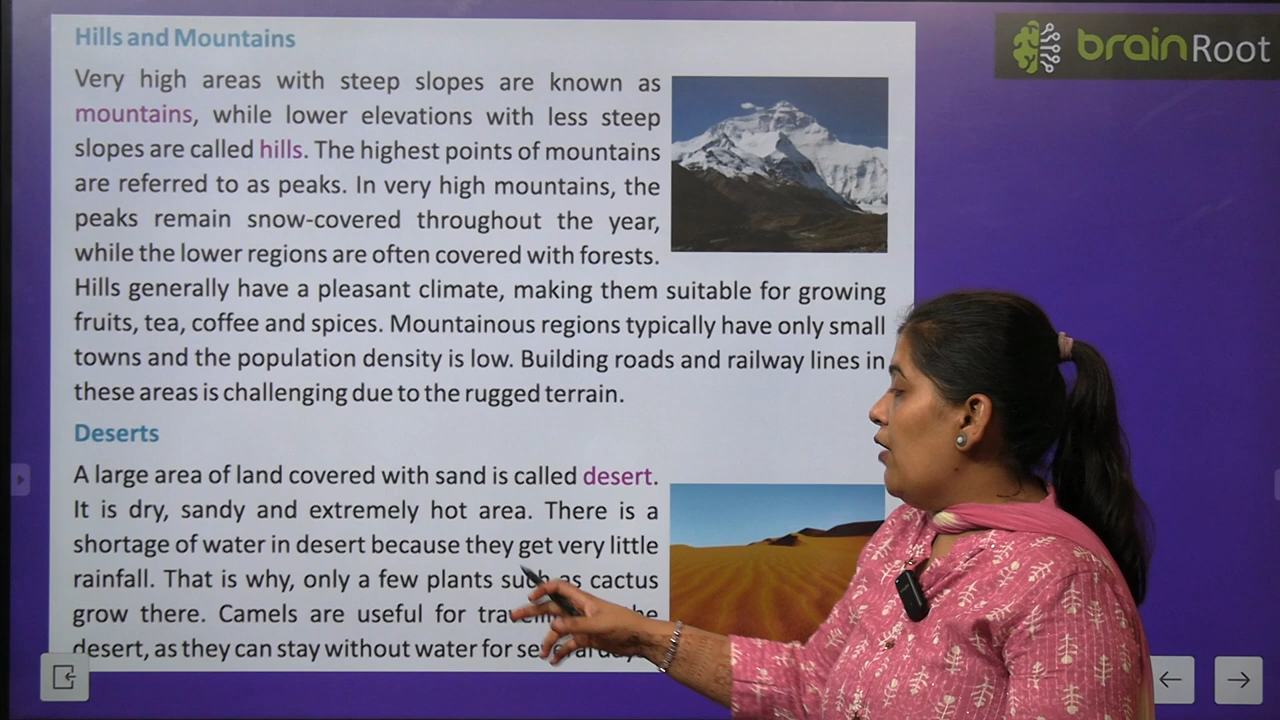 Hills and Mountains
brainRoot
Very high areas with steep slopes are known as
mountains, while lower elevations with less steep
slopes are called hills. The highest points of mountains
are referred to as peaks. In very high mountains, the
peaks remain snow-covered throughout the year,
while the lower regions are often covered with forests.
Hills generally have a pleasant climate, making them suitable for growing
fruits, tea, coffee and spices. Mountainous regions typically have only small
towns and the population density is low. Building roads and railway lines in
these areas is challenging due to the rugged terrain.
Deserts
A large area of land covered with sand is called desert.
It is dry, sandy and extremely hot area. There is a
shortage of water in desert because they get very little
rainfall. That is why, only a few plants such as cactus
grow there. Camels are useful for
desert, as they can stay without water for